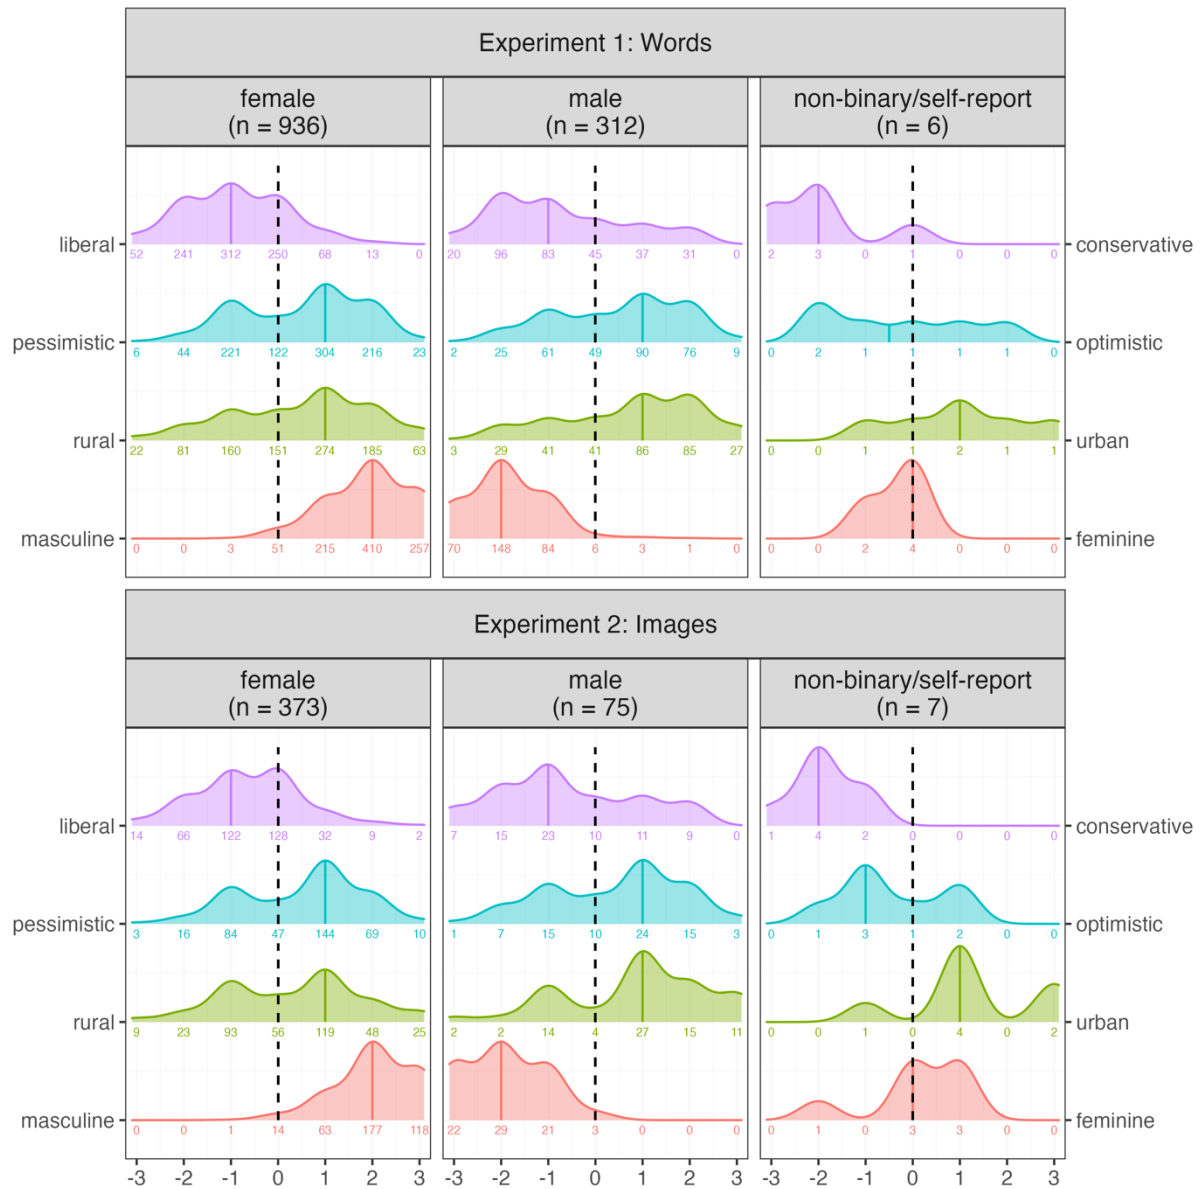 Experiment 1: Words
female
(n = 936)
male
(n = 312)
non-binary/self-report
(n = 6)
liberal
conservative
52 241 312 250 68 13 0
20 96 83 45 37 31 0
2 3 0 1 0 0 0
pessimistic
optimistic
6 44 221 122 304 216 23
2 25 61 49 90 76 9
0 2 1 1 1 1 0
rural
urban
22 81 160 151 274 185 63
3 29 41 41 86 85 27
0 0 1 1 2 1 1
masculine
feminine
0 0 3 51 215 410 257
70 148 84 6 3 1 0
0 0 2 4 0 0 0
Experiment 2: Images
female
(n = 373)
male
(n = 75)
non-binary/self-report
(n = 7)
liberal
conservative
14 66 122 128 32 9 2
7 15 23 10 11 9 0
1 4 2 0 0 0 0
pessimistic
optimistic
3 16 84 47 144 69 10
1 7 15 10 24 15 3
0 1 3 1 2 0 0
rural
urban
9 23 93 56 119 48 25
2 2 14 4 27 15 11
0 0 1 0 4 0 2
masculine
feminine
0 0 1 14 63 177 118
22 29 21 3 0 0 0
0 1 0 3 3 0 0
-3 -2 -1 0 1 2 3
-3 -2 -1 0 1 2 3
-3 -2 -1 0 1 2 3